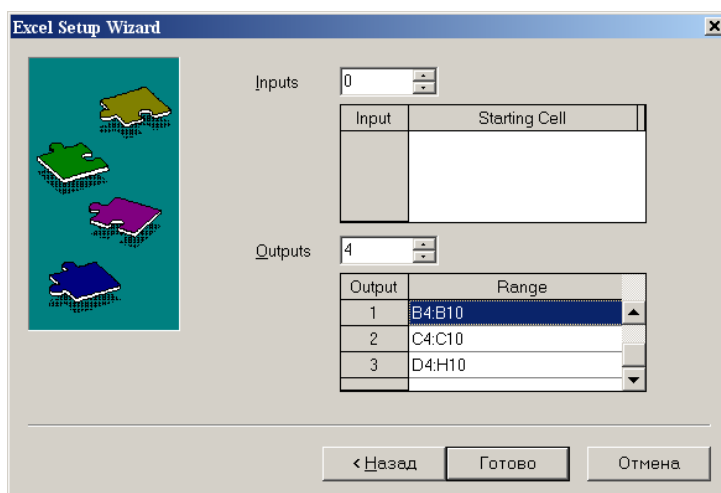 Excel Setup Wizard
Inputs 0
Input Starting Cell
Outputs 4
Output Range
1 B4:B10
2 C4:C10
3 D4:H10
< Назад Готово Отмена